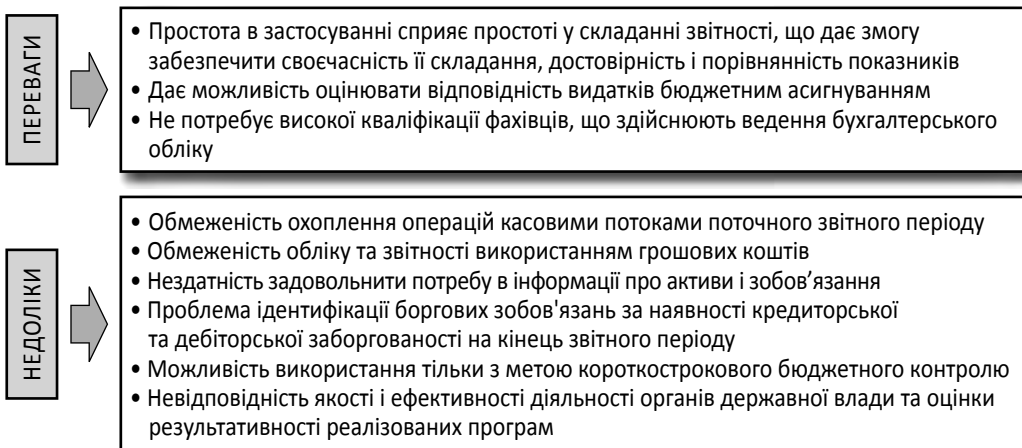 ПЕРЕВАГИ
• Простота в застосуванні сприяє простоті у складанні звітності, що дає змогу
забезпечити своєчасність її складання, достовірність і порівнянність показників
• Дає можливість оцінювати відповідність видатків бюджетним асигнуванням
• Не потребує високої кваліфікації фахівців, що здійснюють ведення бухгалтерського
обліку
НЕДОЛІКИ
• Обмеженість охоплення операцій касовими потоками поточного звітного періоду
• Обмеженість обліку та звітності використанням грошових коштів
• Нездатність задовольнити потребу в інформації про активи і зобов’язання
• Проблема ідентифікації боргових зобов'язань за наявності кредиторської
та дебіторської заборгованості на кінець звітного періоду
• Можливість використання тільки з метою короткострокового бюджетного контролю
• Невідповідність якості і ефективності діяльності органів державної влади та оцінки
результативності реалізованих програм